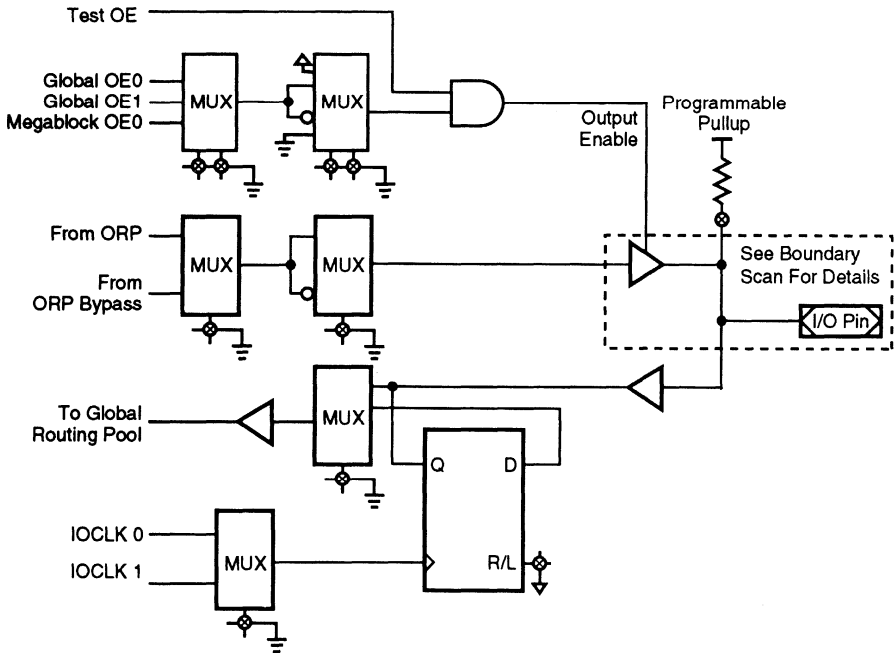 Test OE
Global OE0
Global OE1
Megablock OE0
MUX
MUX
Output
Enable
Programmable
Pullup
From ORP
From
ORP Bypass
MUX
MUX
See Boundary
Scan For Details
I/O Pin
To Global
Routing Pool
MUX
Q
D
R/L
IOCLK 0
IOCLK 1
MUX